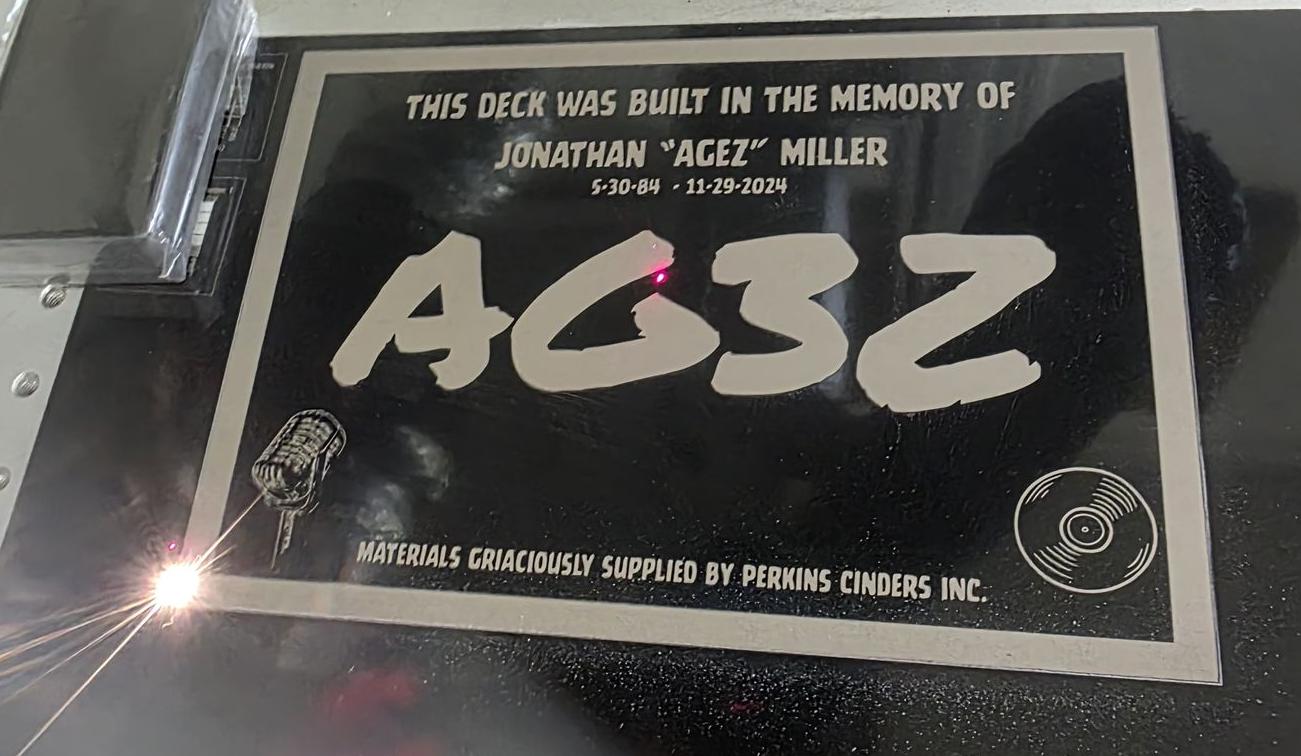 THIS DECK WAS BUILT IN THE MEMORY OF
JONATHAN "AGEZ" MILLER
5-30-84 - 11-29-2024
AG3Z
MATERIALS GRIACIOUSLY SUPPLIED BY PERKINS CINDERS INC.